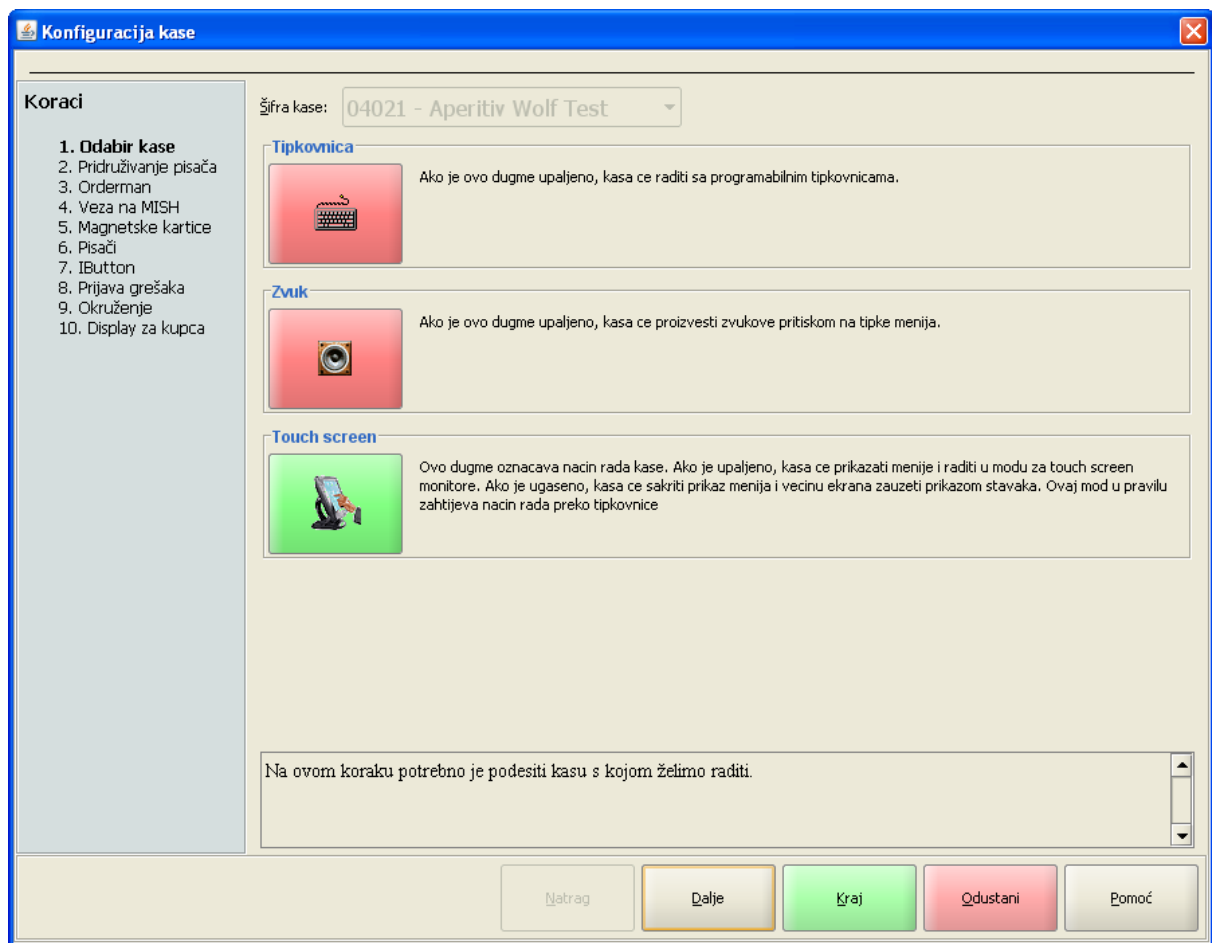 Konfiguracija kase
Koraci
1. Odabir kase
2. Pridruživanje pisača
3. Orderman
4. Veza na MISH
5. Magnetske kartice
6. Pisači
7. IButton
8. Prijava grešaka
9. Okruženje
10. Display za kupca
Šifra kase: 04021 - Aperitiv Wolf Test
Tipkovnica
Ako je ovo dugme upaljeno, kasa ce raditi sa programabilnim tipkovnicama.
Zvuk
Ako je ovo dugme upaljeno, kasa ce proizvesti zvukove pritiskom na tipke menija.
Touch screen
Ovo dugme oznacava nacin rada kase. Ako je upaljeno, kasa ce prikazati menije i raditi u modu za touch screen
monitore. Ako je ugaseno, kasa ce sakriti prikaz menija i vecinu ekrana zauzeti prikazom stavaka. Ovaj mod u pravilu
zahtijeva nacin rada preko tipkovnice
Na ovom koraku potrebno je podesiti kasu s kojom želimo raditi.
Natrag Dalje Kraj Odustani Pomoć